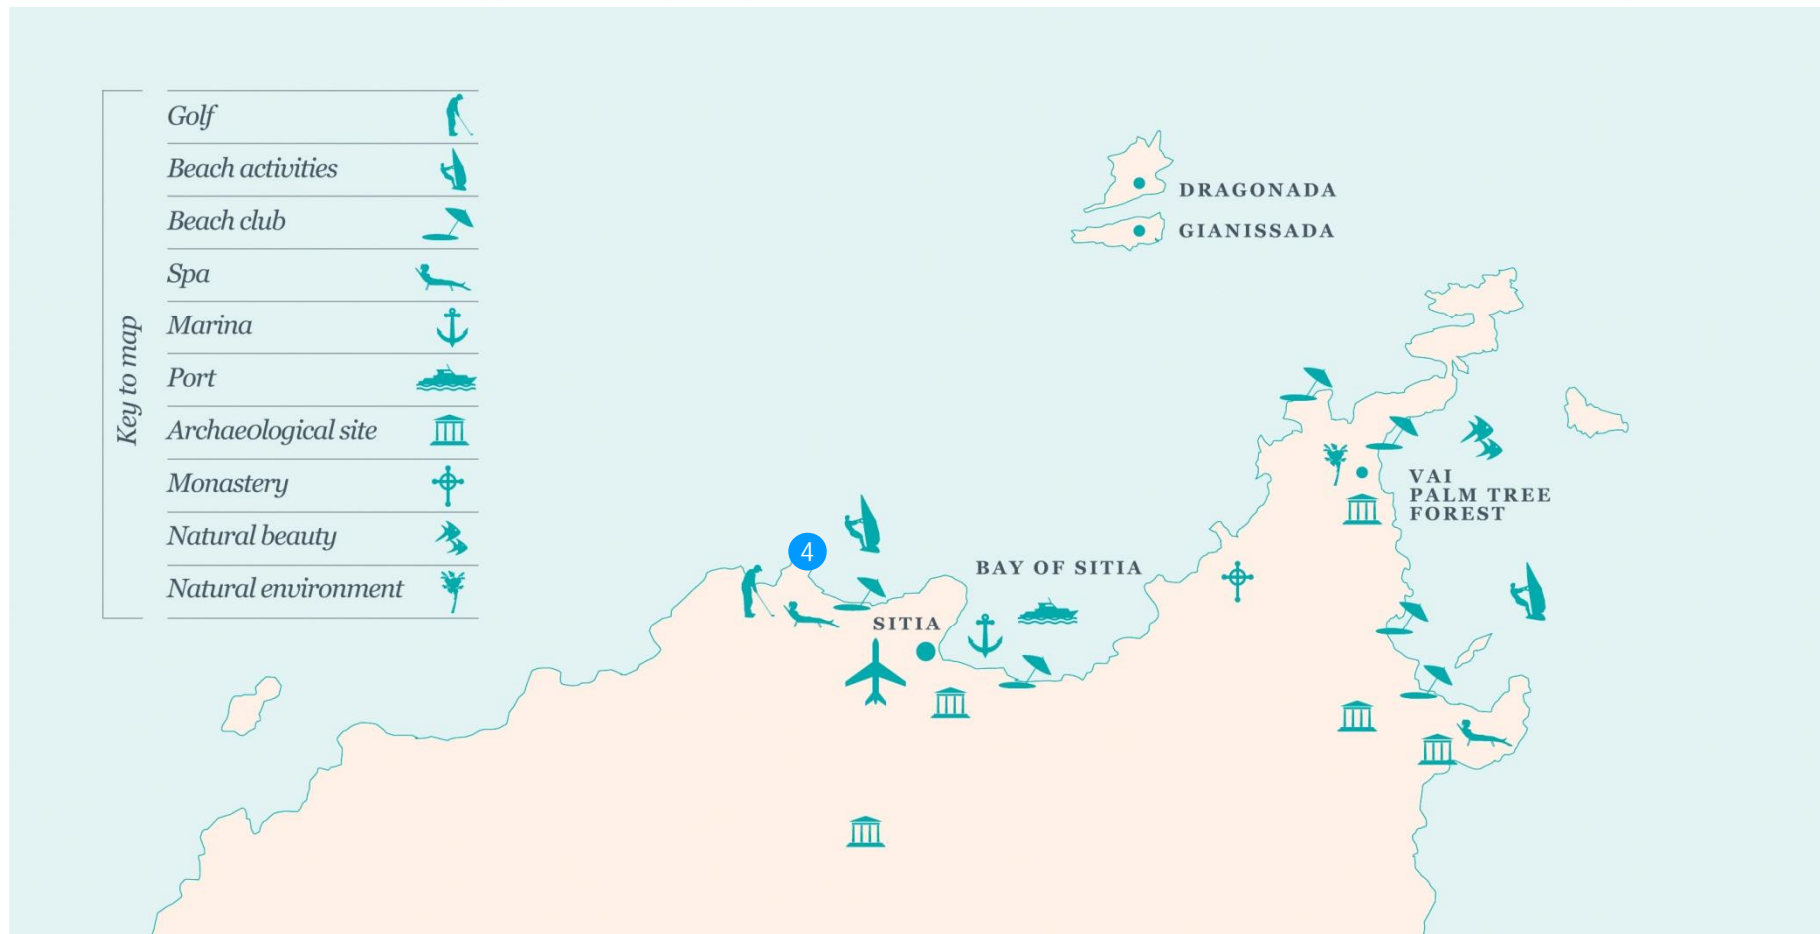 Key to map
Golf
Beach activities
Beach club
Spa
Marina
Port
Archaeological site
Monastery
Natural beauty
Natural environment
DRAGONADA
GIANISSADA
VAI
PALM TREE
FOREST
4
BAY OF SITIA
SITIA